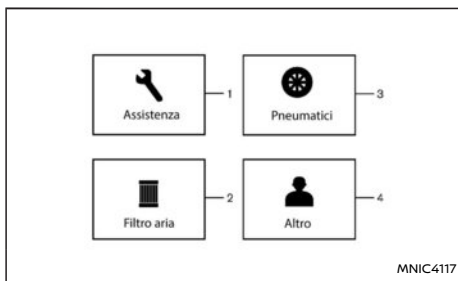 Assistenza
1
Pneumatici
3
Filtro aria
2
Altro
4
MNIC4117